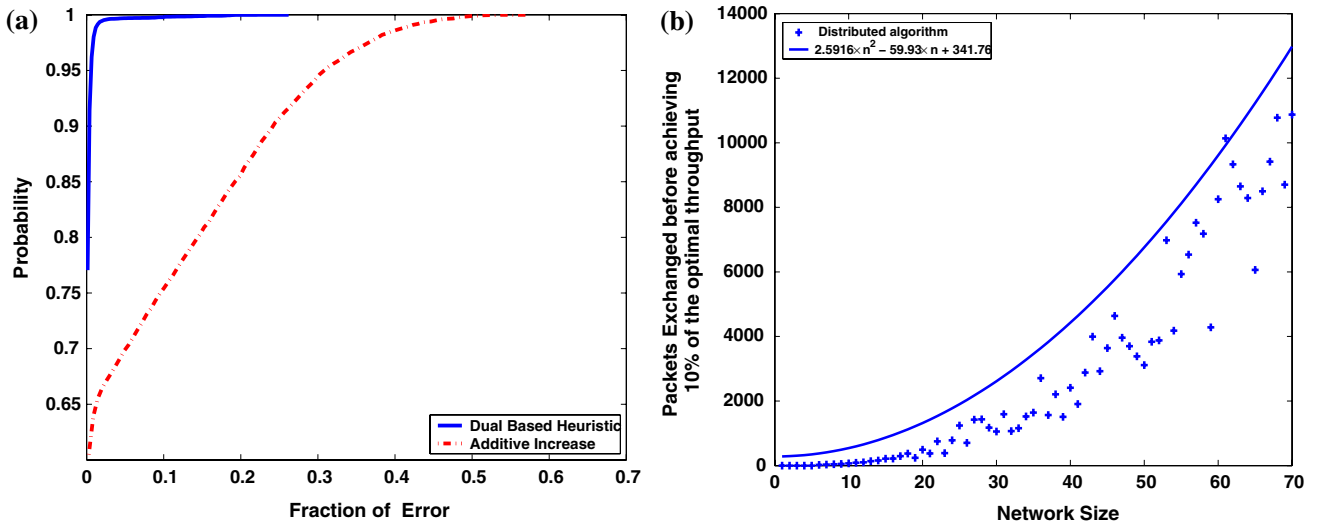 (a)
1
0.95
0.9
0.85
0.8
0.75
0.7
0.65
Probability
0
0.1
0.2
0.3
0.4
0.5
0.6
0.7
Fraction of Error
Dual Based Heuristic
Additive Increase
(b)
14000
12000
10000
8000
6000
4000
2000
0
Packets Exchanged before achieving
10% of the optimal throughput
Distributed algorithm
2.5916×n² − 59.93×n + 341.76
0
10
20
30
40
50
60
70
Network Size